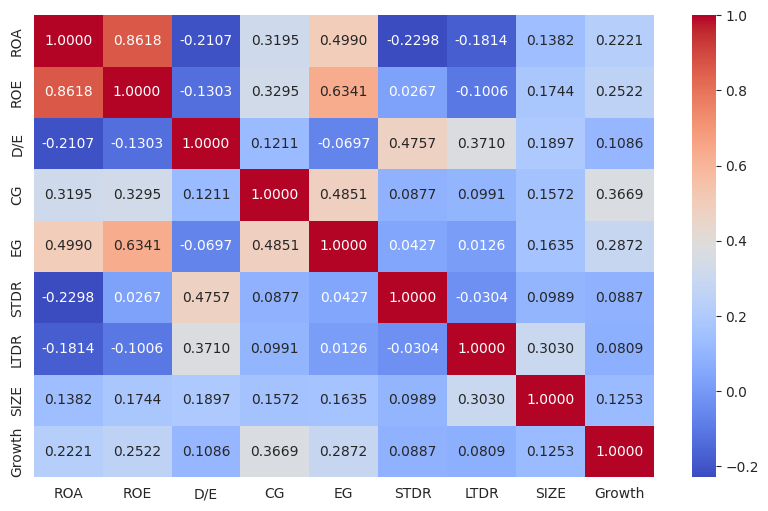 ROA 1.0000 0.8618 -0.2107 0.3195 0.4990 -0.2298 -0.1814 0.1382 0.2221
ROE 0.8618 1.0000 -0.1303 0.3295 0.6341 0.0267 -0.1006 0.1744 0.2522
D/E -0.2107 -0.1303 1.0000 0.1211 -0.0697 0.4757 0.3710 0.1897 0.1086
CG 0.3195 0.3295 0.1211 1.0000 0.4851 0.0877 0.0991 0.1572 0.3669
EG 0.4990 0.6341 -0.0697 0.4851 1.0000 0.0427 0.0126 0.1635 0.2872
STDR -0.2298 0.0267 0.4757 0.0877 0.0427 1.0000 -0.0304 0.0989 0.0887
LTDR -0.1814 -0.1006 0.3710 0.0991 0.0126 -0.0304 1.0000 0.3030 0.0809
SIZE 0.1382 0.1744 0.1897 0.1572 0.1635 0.0989 0.3030 1.0000 0.1253
Growth 0.2221 0.2522 0.1086 0.3669 0.2872 0.0887 0.0809 0.1253 1.0000
ROA ROE D/E CG EG STDR LTDR SIZE Growth
1.0
0.8
0.6
0.4
0.2
0.0
−0.2